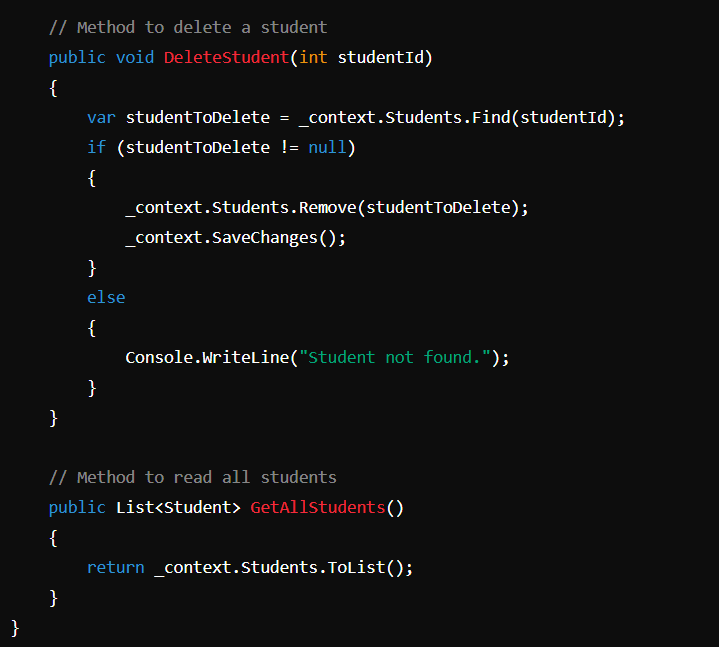 // Method to delete a student
    public void DeleteStudent(int studentId)
    {
        var studentToDelete = _context.Students.Find(studentId);
        if (studentToDelete != null)
        {
            _context.Students.Remove(studentToDelete);
            _context.SaveChanges();
        }
        else
        {
            Console.WriteLine("Student not found.");
        }
    }

    // Method to read all students
    public List<Student> GetAllStudents()
    {
        return _context.Students.ToList();
    }
}